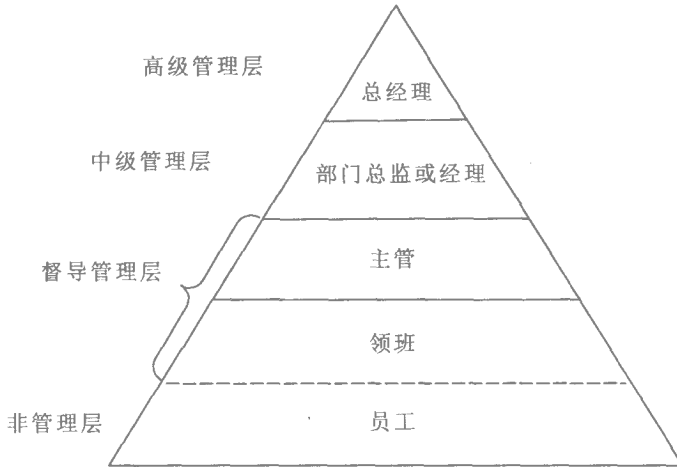 高级管理层
总经理
中级管理层
部门总监或经理
督导管理层
主管
领班
非管理层
员工